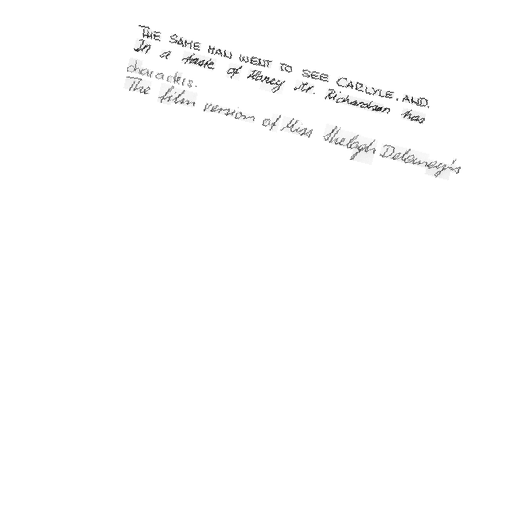 THE SAME MAN WENT TO SEE CARLYLE, AND.
In a taste of Honey Mr. Richardson has
characters.
The film version of Miss Shelagh Delaney's